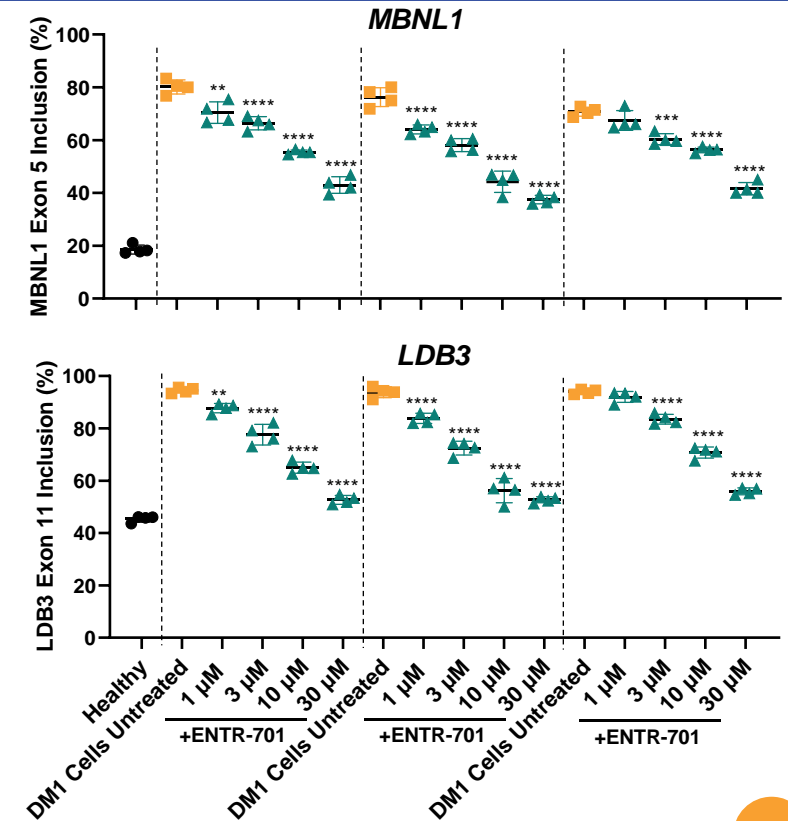 MBNL1
MBNL1 Exon 5 Inclusion (%)
100
80
60
40
20
0
** **** **** ****
**** **** **** ****
*** **** ****
LDB3
LDB3 Exon 11 Inclusion (%)
100
80
60
40
20
0
** **** **** ****
**** **** **** ****
**** **** ****
Healthy
DM1 Cells Untreated
1 µM
3 µM
10 µM
30 µM
DM1 Cells Untreated
1 µM
3 µM
10 µM
30 µM
DM1 Cells Untreated
1 µM
3 µM
10 µM
30 µM
+ENTR-701
+ENTR-701
+ENTR-701